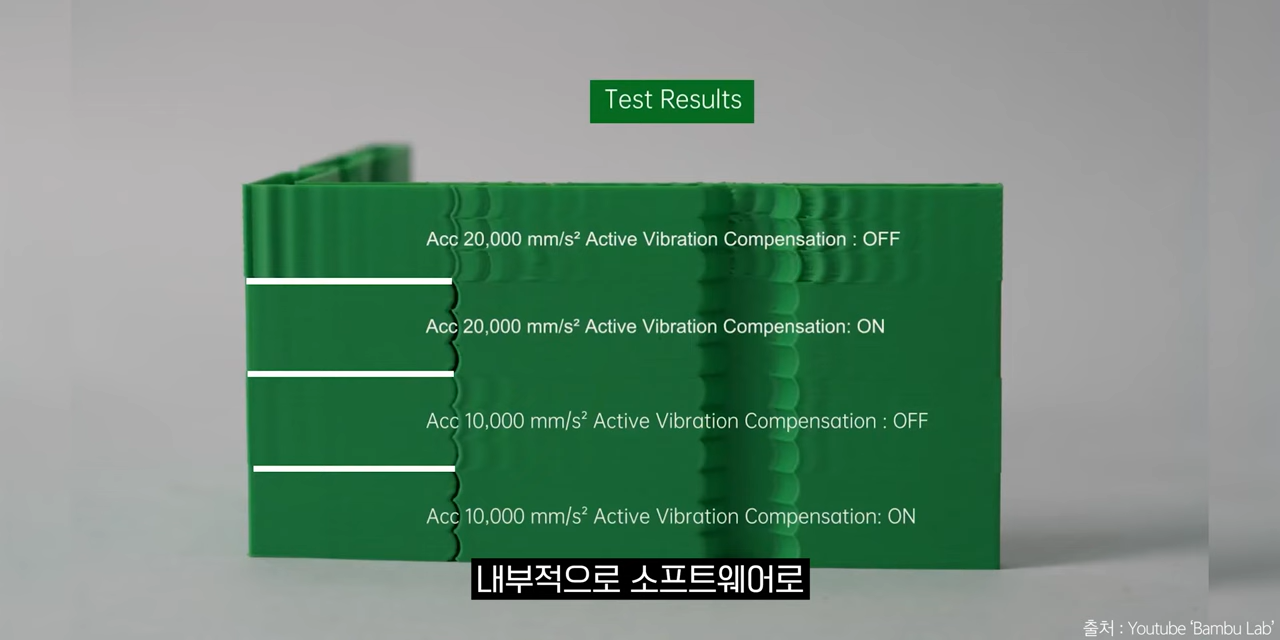 Test Results
Acc 20,000 mm/s² Active Vibration Compensation : OFF
Acc 20,000 mm/s² Active Vibration Compensation: ON
Acc 10,000 mm/s² Active Vibration Compensation : OFF
Acc 10,000 mm/s² Active Vibration Compensation: ON
내부적으로 소프트웨어로
출처 : Youtube ‘Bambu Lab’